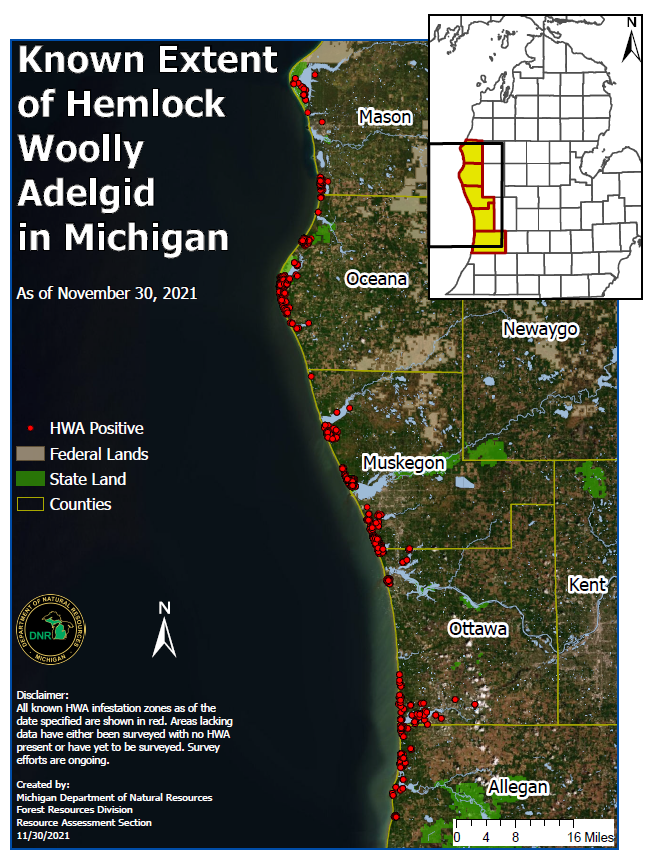 Known Extent
of Hemlock
Woolly
Adelgid
in Michigan
As of November 30, 2021
N
Mason
Oceana
Newaygo
Muskegon
Kent
Ottawa
Allegan
HWA Positive
Federal Lands
State Land
Counties
DEPARTMENT OF NATURAL RESOURCES
DNR
MICHIGAN
N
Disclaimer:
All known HWA infestation zones as of the
date specified are shown in red. Areas lacking
data have either been surveyed with no HWA
present or have yet to be surveyed. Survey
efforts are ongoing.
Created by:
Michigan Department of Natural Resources
Forest Resources Division
Resource Assessment Section
11/30/2021
0 4 8 16 Miles